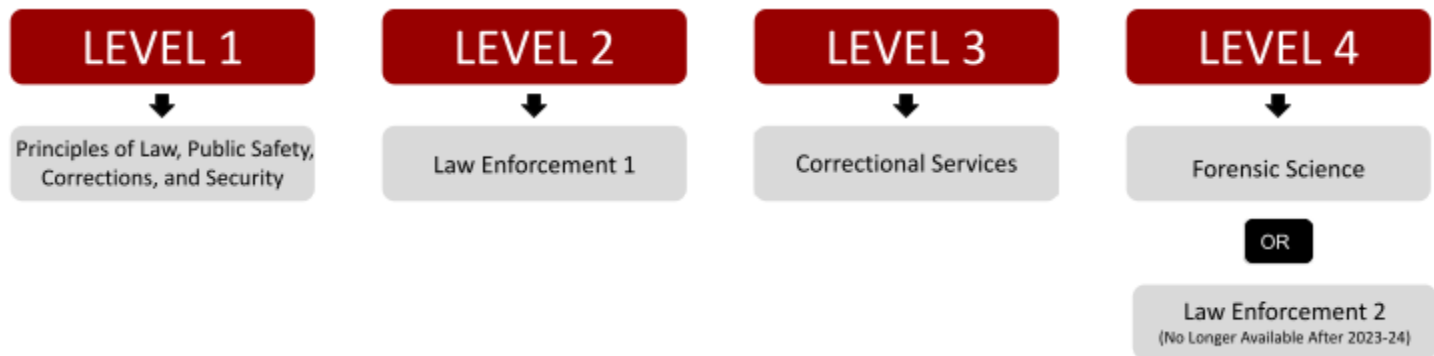 LEVEL 1
Principles of Law, Public Safety,
Corrections, and Security
LEVEL 2
Law Enforcement 1
LEVEL 3
Correctional Services
LEVEL 4
Forensic Science
OR
Law Enforcement 2
(No Longer Available After 2023-24)